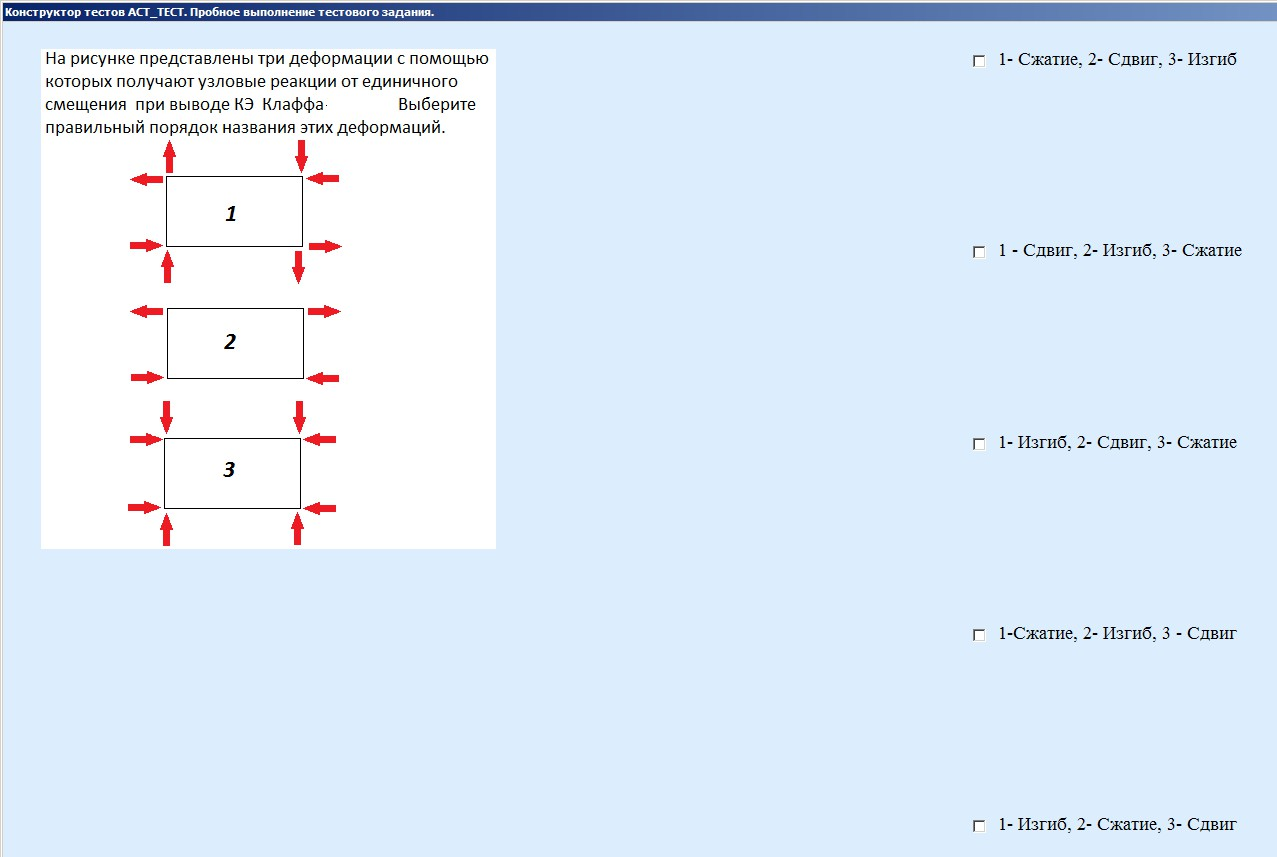 Конструктор тестов АСТ_ТЕСТ. Пробное выполнение тестового задания.
На рисунке представлены три деформации с помощью
которых получают узловые реакции от единичного
смещения при выводе КЭ Клаффа Выберите
правильный порядок названия этих деформаций.
1
2
3
1- Сжатие, 2- Сдвиг, 3- Изгиб
1 - Сдвиг, 2- Изгиб, 3- Сжатие
1- Изгиб, 2- Сдвиг, 3- Сжатие
1-Сжатие, 2- Изгиб, 3 - Сдвиг
1- Изгиб, 2- Сжатие, 3- Сдвиг